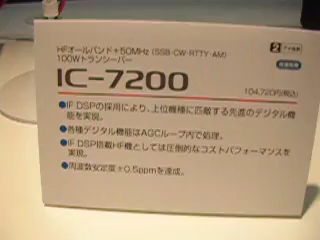 HFオールバンド+50MHz (SSB・CW・RTTY・AM)
100Wトランシーバー
2アマ免許
IC-7200
104,720円(税込)
●IF DSPの採用により、上位機種に匹敵する先進のデジタル機
能を実現。
●各種デジタル機能はAGCループ内で処理。
●IF DSP搭載HF機としては圧倒的なコストパフォーマンスを
実現。
●周波数安定度±0.5ppmを達成。